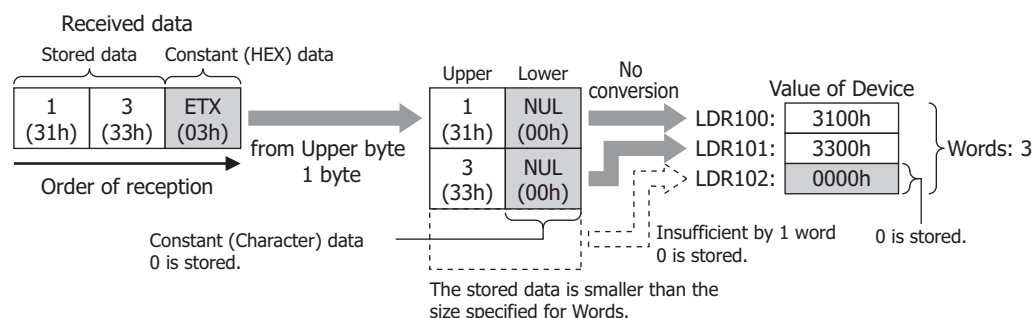 Received data
Stored data Constant (HEX) data
1 3 ETX
(31h) (33h) (03h)
Order of reception
from Upper byte
1 byte
Upper Lower
1 NUL
(31h) (00h)
3 NUL
(33h) (00h)
No
conversion
Value of Device
LDR100: 3100h
LDR101: 3300h
LDR102: 0000h
Words: 3
0 is stored.
Insufficient by 1 word
0 is stored.
Constant (Character) data
0 is stored.
The stored data is smaller than the
size specified for Words.